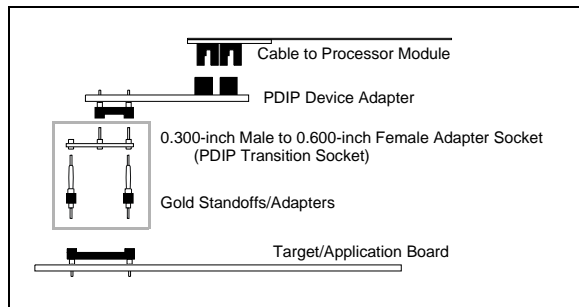 Cable to Processor Module
PDIP Device Adapter
0.300-inch Male to 0.600-inch Female Adapter Socket
(PDIP Transition Socket)
Gold Standoffs/Adapters
Target/Application Board